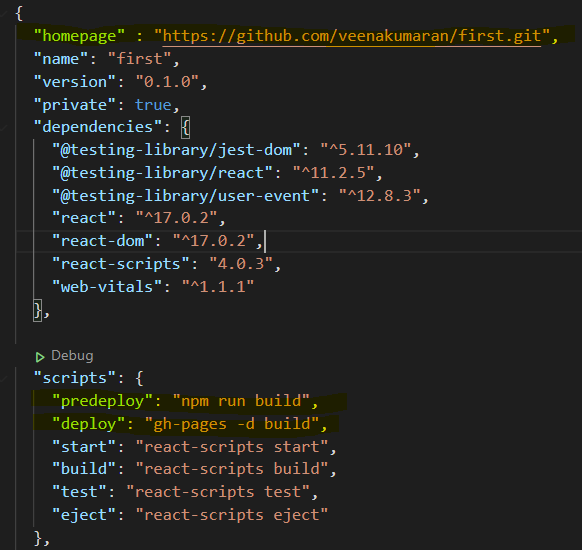 {
"homepage" : "https://github.com/veenakumaran/first.git",
"name": "first",
"version": "0.1.0",
"private": true,
"dependencies": {
"@testing-library/jest-dom": "^5.11.10",
"@testing-library/react": "^11.2.5",
"@testing-library/user-event": "^12.8.3",
"react": "^17.0.2",
"react-dom": "^17.0.2",
"react-scripts": "4.0.3",
"web-vitals": "^1.1.1"
},
Debug
"scripts": {
"predeploy": "npm run build",
"deploy": "gh-pages -d build",
"start": "react-scripts start",
"build": "react-scripts build",
"test": "react-scripts test",
"eject": "react-scripts eject"
},